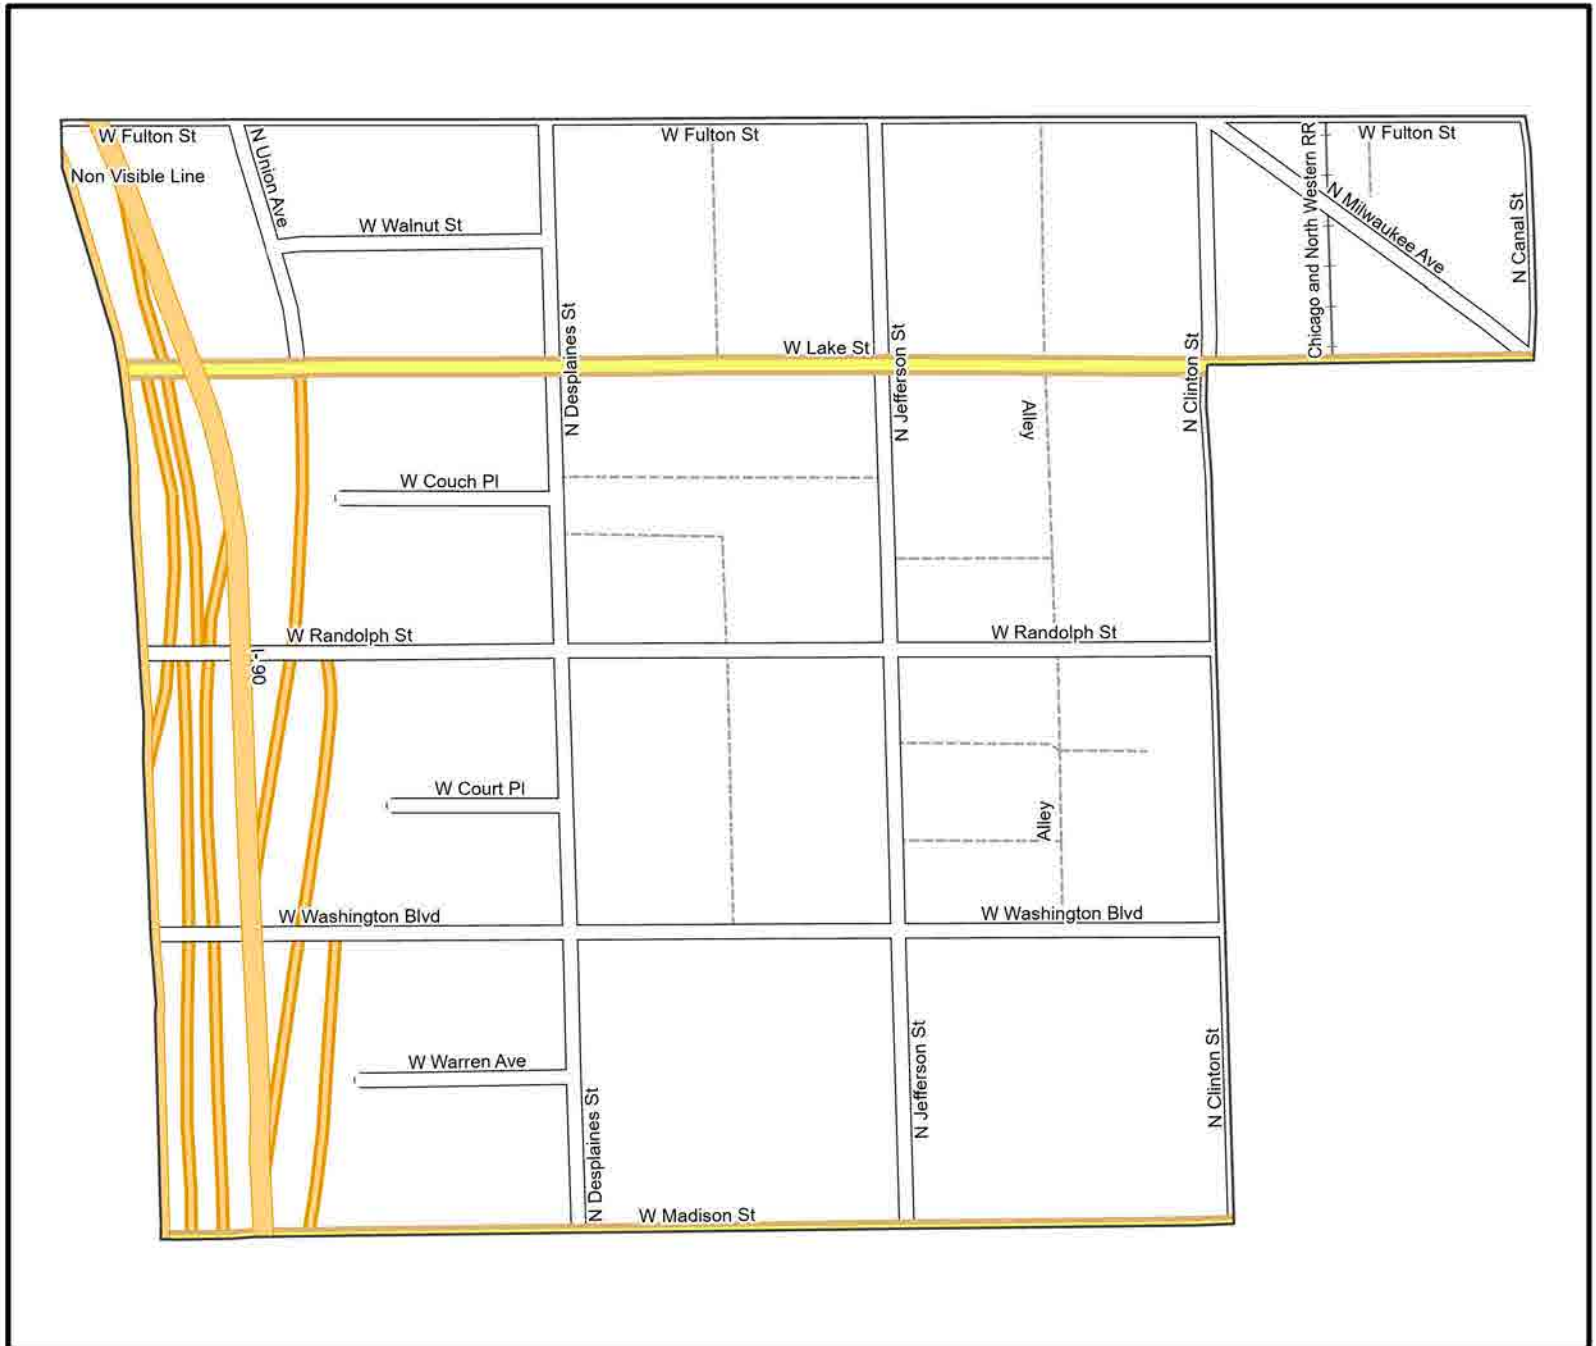 W Fulton St
W Fulton St
W Fulton St
Non Visible Line
N Union Ave
W Walnut St
Chicago and North Western RR
N Milwaukee Ave
N Canal St
W Lake St
N Desplaines St
N Jefferson St
N Clinton St
Alley
W Couch Pl
W Randolph St
W Randolph St
I-90
W Court Pl
Alley
W Washington Blvd
W Washington Blvd
W Warren Ave
N Desplaines St
N Jefferson St
N Clinton St
W Madison St